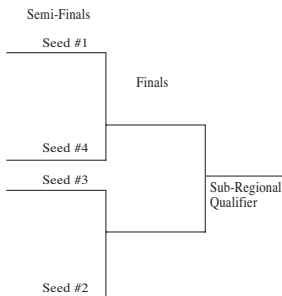 Semi-Finals
Seed #1
Finals
Seed #4
Seed #3
Sub-Regional
Qualifier
Seed #2